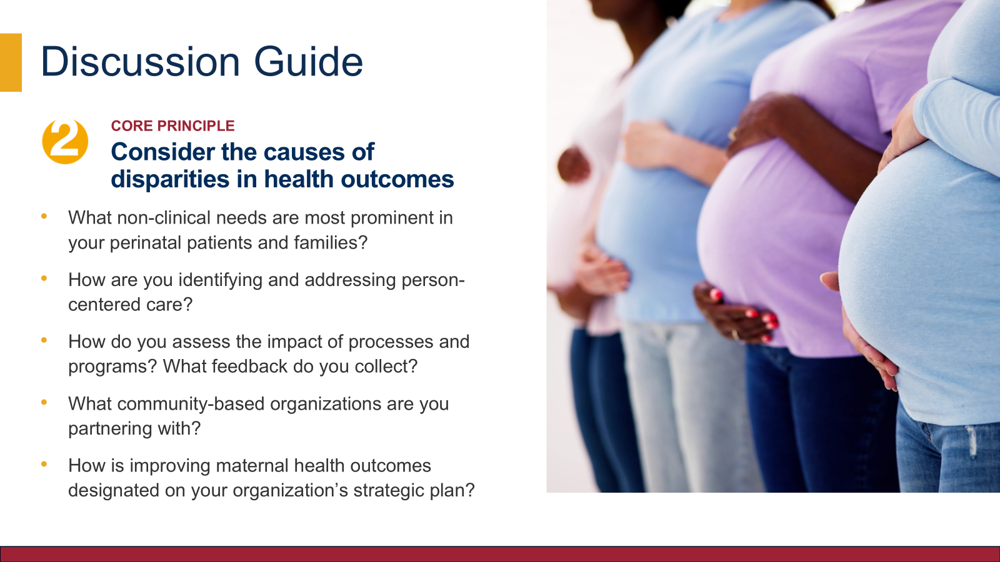 Discussion Guide
2
CORE PRINCIPLE
Consider the causes of
disparities in health outcomes
• What non-clinical needs are most prominent in
your perinatal patients and families?
• How are you identifying and addressing person-
centered care?
• How do you assess the impact of processes and
programs? What feedback do you collect?
• What community-based organizations are you
partnering with?
• How is improving maternal health outcomes
designated on your organization’s strategic plan?